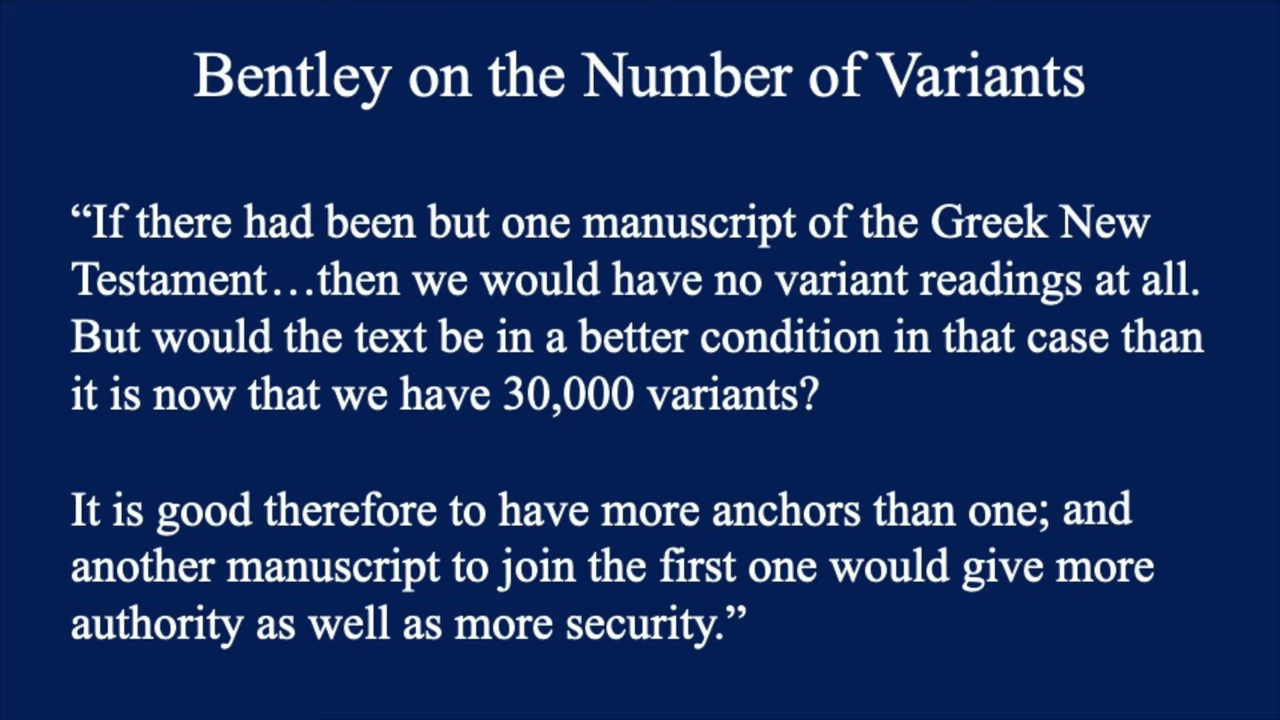 Bentley on the Number of Variants
“If there had been but one manuscript of the Greek New
Testament…then we would have no variant readings at all.
But would the text be in a better condition in that case than
it is now that we have 30,000 variants?
It is good therefore to have more anchors than one; and
another manuscript to join the first one would give more
authority as well as more security.”